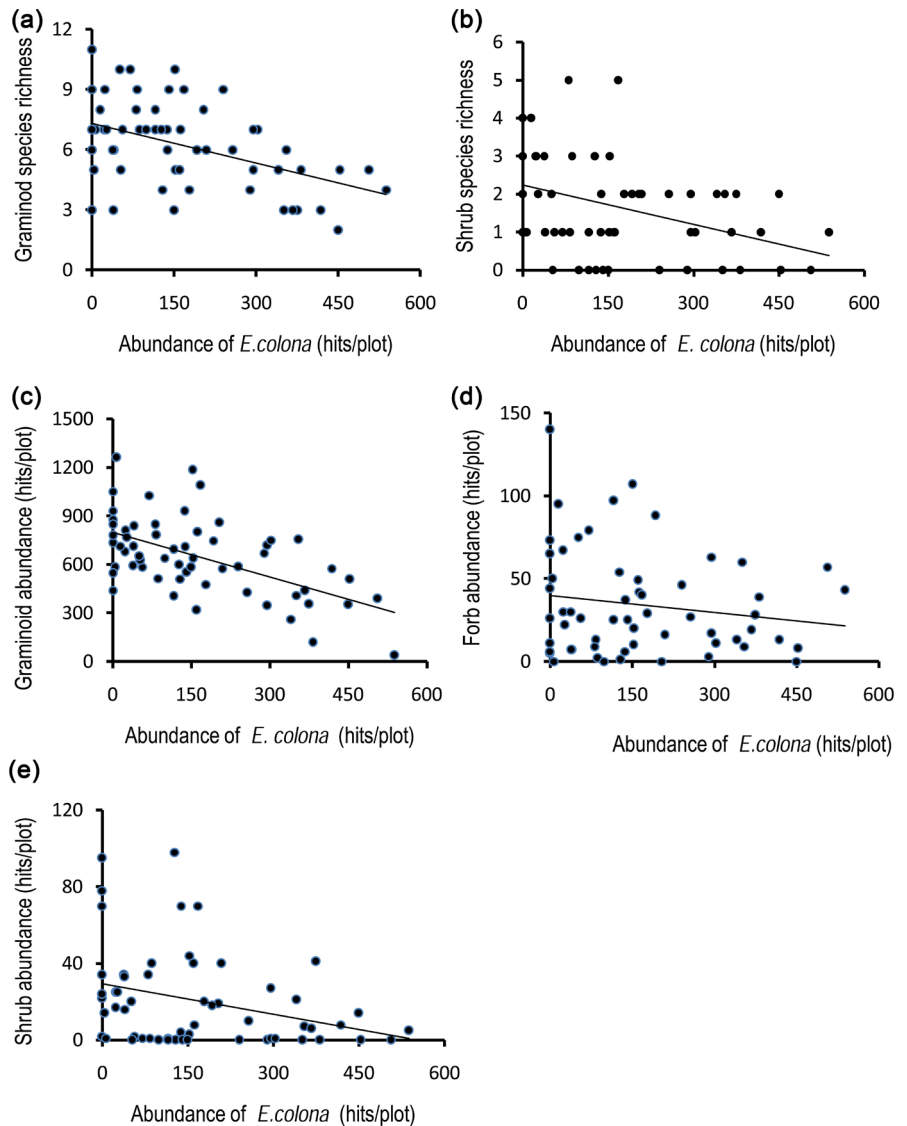 (a)
Graminod species richness
12
9
6
3
0
0 150 300 450 600
Abundance of E.colona (hits/plot)
(b)
Shrub species richness
6
5
4
3
2
1
0
0 150 300 450 600
Abundance of E. colona (hits/plot)
(c)
Graminoid abundance (hits/plot)
1500
1200
900
600
300
0
0 150 300 450 600
Abundance of E. colona (hits/plot)
(d)
Forb abundance (hits/plot)
150
100
50
0
0 150 300 450 600
Abundance of E.colona (hits/plot)
(e)
Shrub abundance (hits/plot)
120
80
40
0
0 150 300 450 600
Abundance of E.colona (hits/plot)